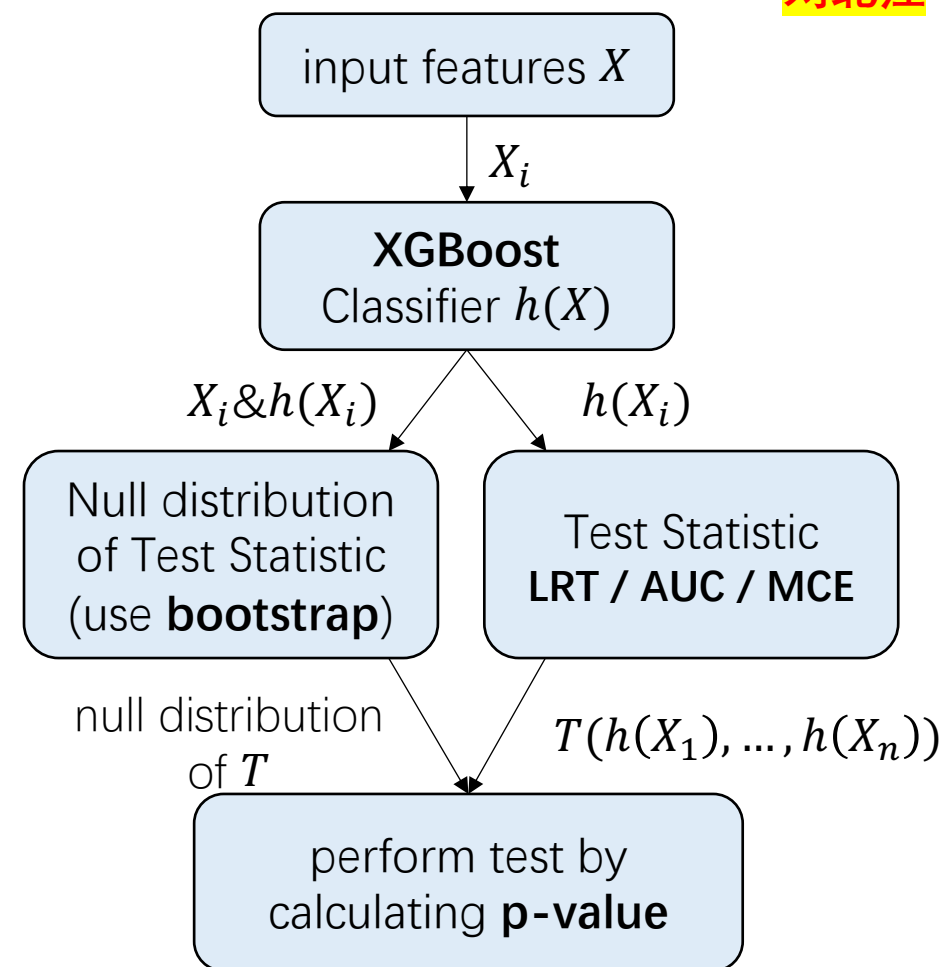 input features X
X_i
XGBoost
Classifier h(X)
X_i&h(X_i)
h(X_i)
Null distribution
of Test Statistic
(use bootstrap)
Test Statistic
LRT / AUC / MCE
null distribution
of T
T(h(X_1), … , h(X_n))
perform test by
calculating p-value